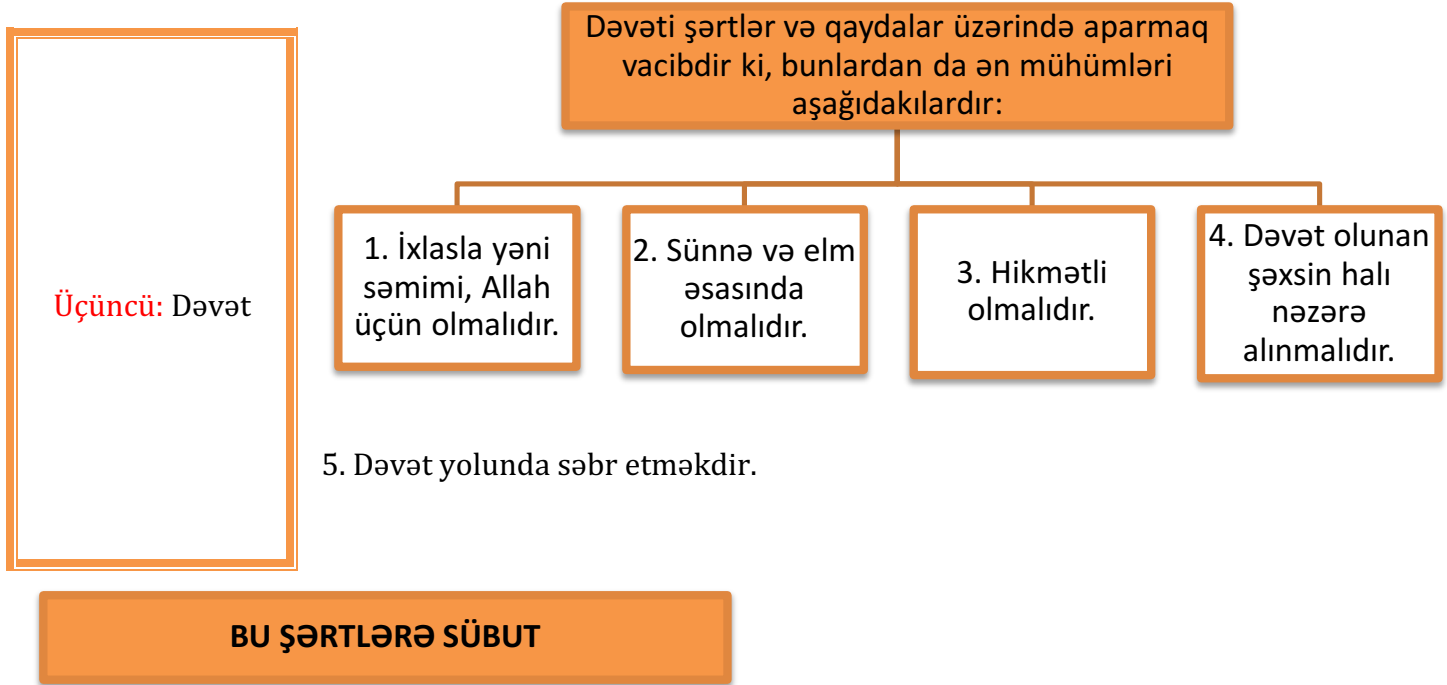 Üçüncü: Dəvət
Dəvəti şərtlər və qaydalar üzərində aparmaq
vacibdir ki, bunlardan da ən mühümləri
aşağıdakılardır:
1. İxlasla yəni
səmimi, Allah
üçün olmalıdır.
2. Sünnə və elm
əsasında
olmalıdır.
3. Hikmətli
olmalıdır.
4. Dəvət olunan
şəxsin halı
nəzərə
alınmalıdır.
5. Dəvət yolunda səbr etməkdir.
BU ŞƏRTLƏRƏ SÜBUT